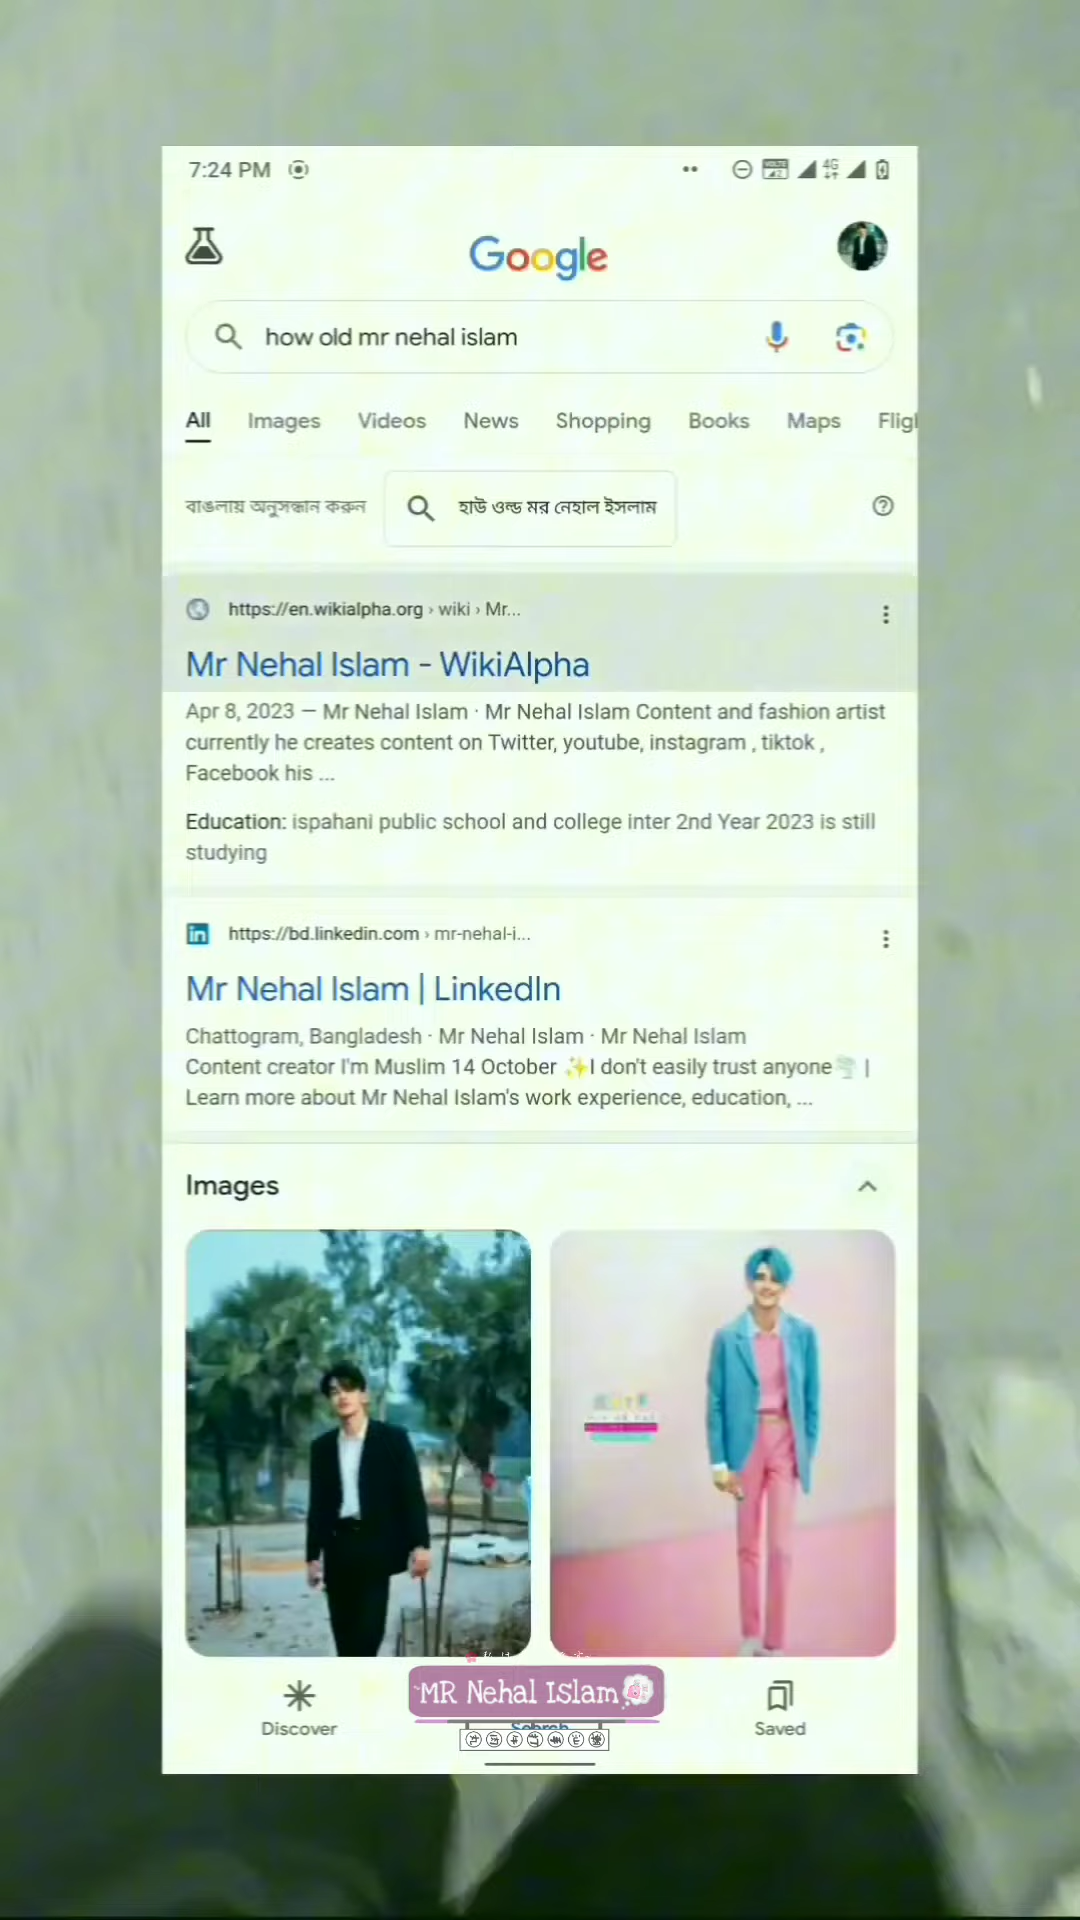 7:24 PM
4G
Google
how old mr nehal islam
All Images Videos News Shopping Books Maps Fligh
বাঙলায় অনুসন্ধান করুন হাউ ওল্ড মর নেহাল ইসলাম
https://en.wikialpha.org › wiki › Mr...
Mr Nehal Islam - WikiAlpha
Apr 8, 2023 — Mr Nehal Islam · Mr Nehal Islam Content and fashion artist
currently he creates content on Twitter, youtube, instagram , tiktok ,
Facebook his ...
Education: ispahani public school and college inter 2nd Year 2023 is still
studying
https://bd.linkedin.com › mr-nehal-i...
in
Mr Nehal Islam | LinkedIn
Chattogram, Bangladesh · Mr Nehal Islam · Mr Nehal Islam
Content creator I'm Muslim 14 October ✨I don't easily trust anyone🌪️ |
Learn more about Mr Nehal Islam's work experience, education, ...
Images
MR Nehal Islam
Discover Search Saved